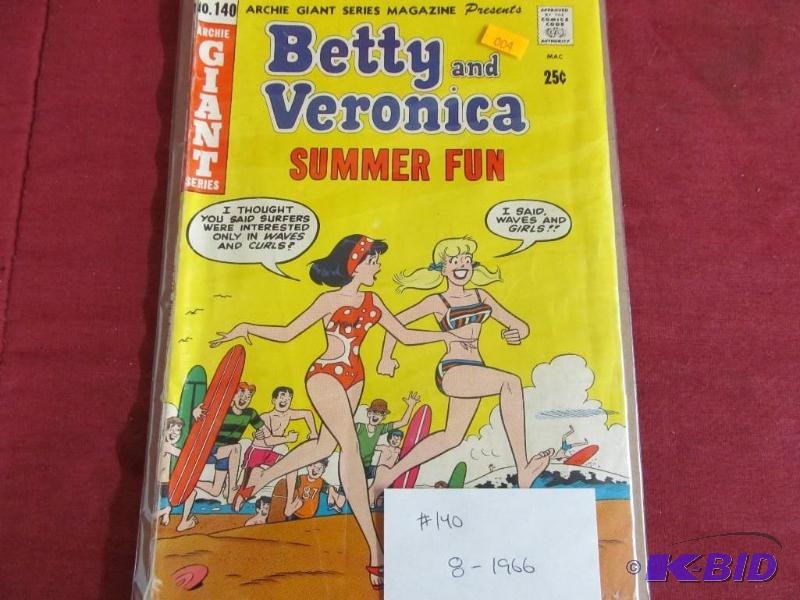 NO. 140
ARCHIE GIANT SERIES MAGAZINE Presents
APPROVED
BY THE
COMICS
CODE
AUTHORITY
ARCHIE
GIANT
SERIES
004
MAC
25¢
Betty and
Veronica
SUMMER FUN
I THOUGHT
YOU SAID SURFERS
WERE INTERESTED
ONLY IN WAVES
AND CURLS?
I SAID,
WAVES AND
GIRLS!!
87
#140
8-1966
© K-BID